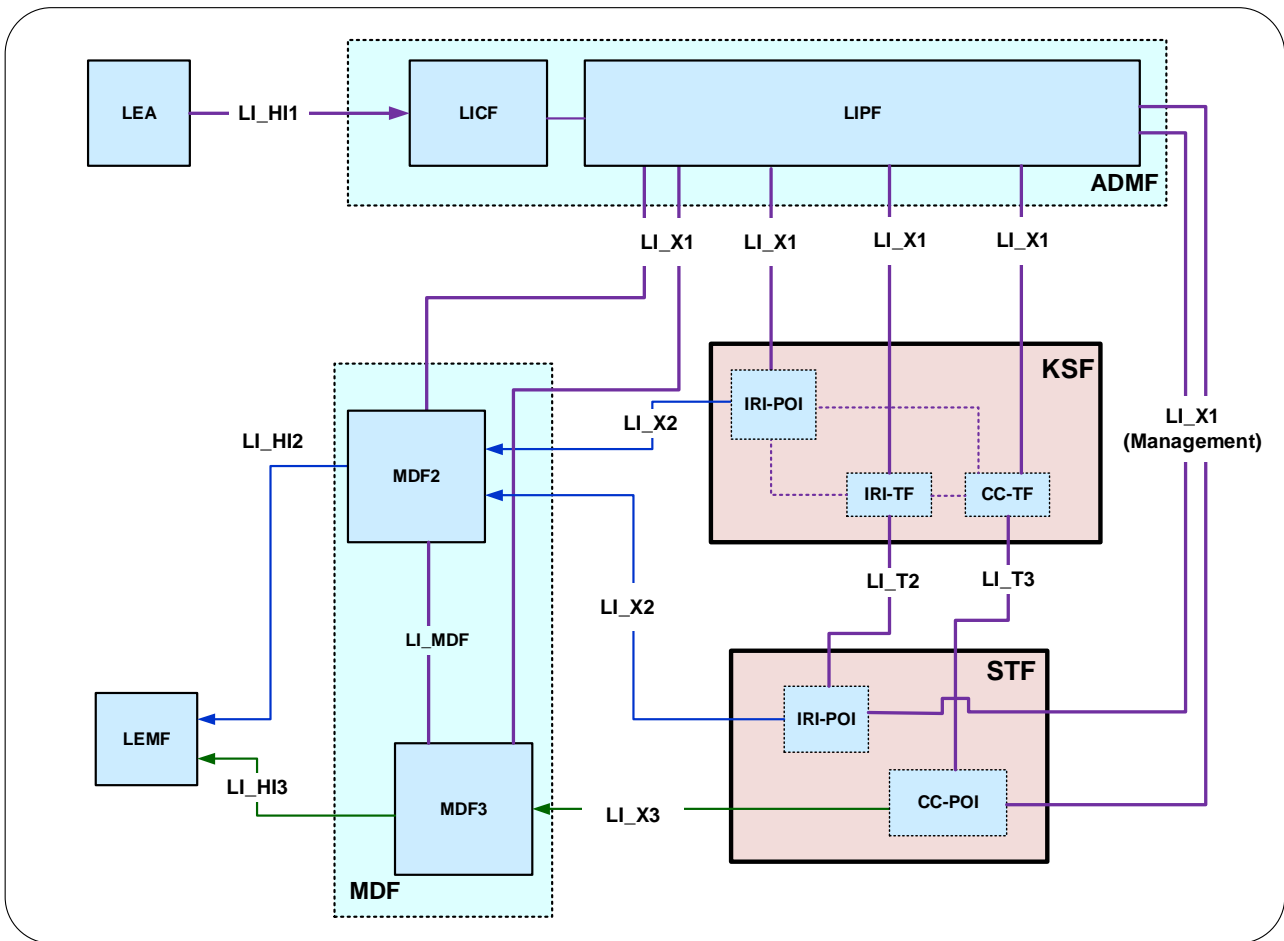 LEA
LI_HI1
LICF
LIPF
ADMF
LI_X1
LI_X1
LI_X1
LI_X1
KSF
IRI-POI
LI_X2
LI_X1
(Management)
LI_HI2
MDF2
IRI-TF
CC-TF
LI_T2
LI_T3
LI_X2
LI_MDF
STF
IRI-POI
LEMF
LI_HI3
MDF3
LI_X3
CC-POI
MDF